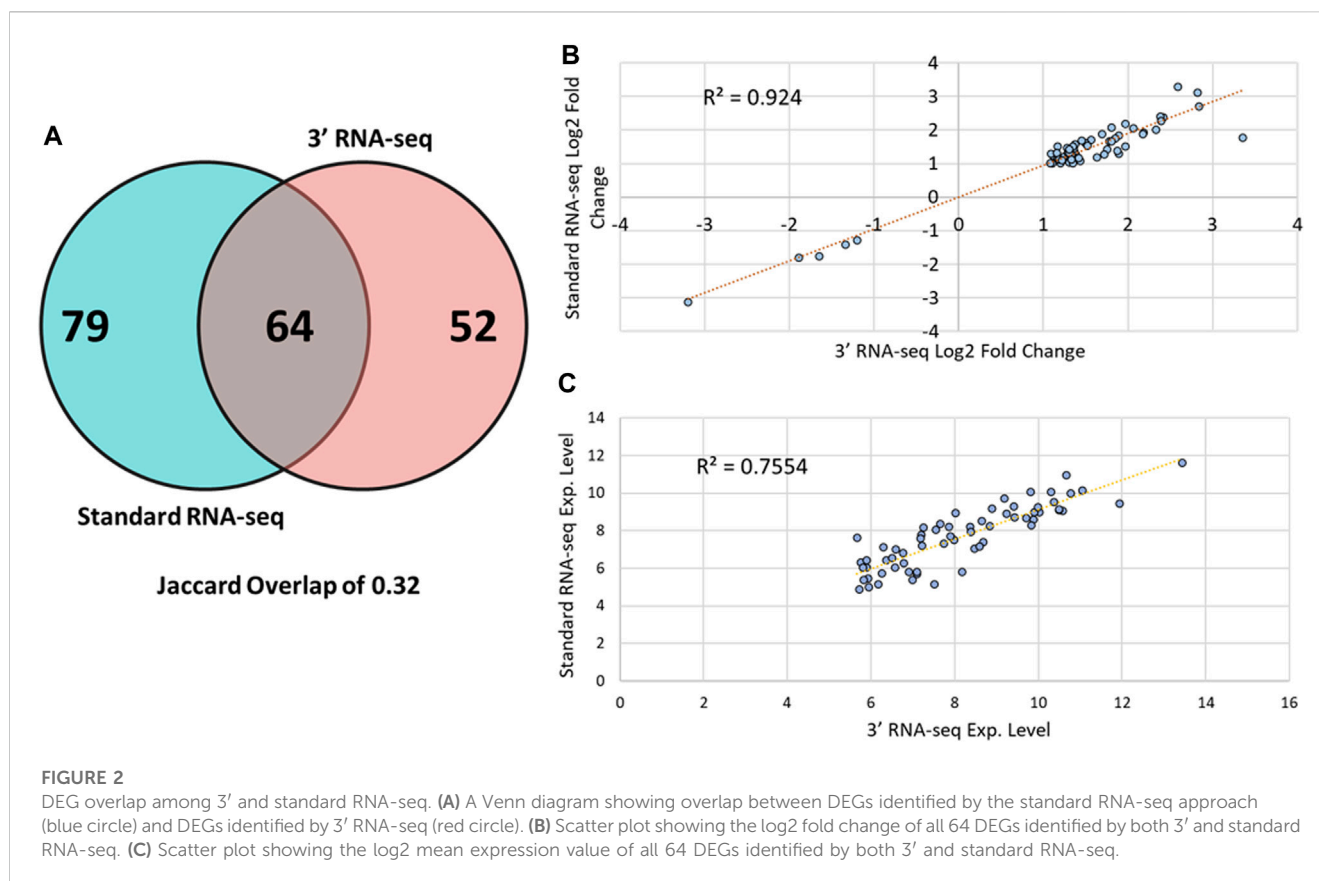 A
3′ RNA-seq
79
64
52
Standard RNA-seq
Jaccard Overlap of 0.32
B
Standard RNA-seq Log2 Fold
Change
R² = 0.924
4
3
2
1
0
-1
-2
-3
-4
-4 -3 -2 -1 0 1 2 3 4
3′ RNA-seq Log2 Fold Change
C
Standard RNA-seq Exp. Level
R² = 0.7554
14
12
10
8
6
4
2
0
0 2 4 6 8 10 12 14 16
3′ RNA-seq Exp. Level
FIGURE 2
DEG overlap among 3′ and standard RNA-seq. (A) A Venn diagram showing overlap between DEGs identified by the standard RNA-seq approach
(blue circle) and DEGs identified by 3′ RNA-seq (red circle). (B) Scatter plot showing the log2 fold change of all 64 DEGs identified by both 3′ and standard
RNA-seq. (C) Scatter plot showing the log2 mean expression value of all 64 DEGs identified by both 3′ and standard RNA-seq.